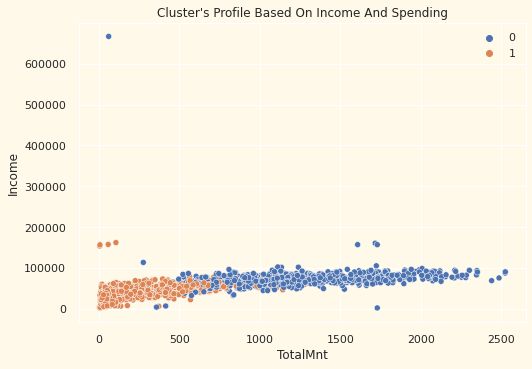 Cluster's Profile Based On Income And Spending
0
1
600000
500000
400000
300000
200000
100000
0
Income
0 500 1000 1500 2000 2500
TotalMnt